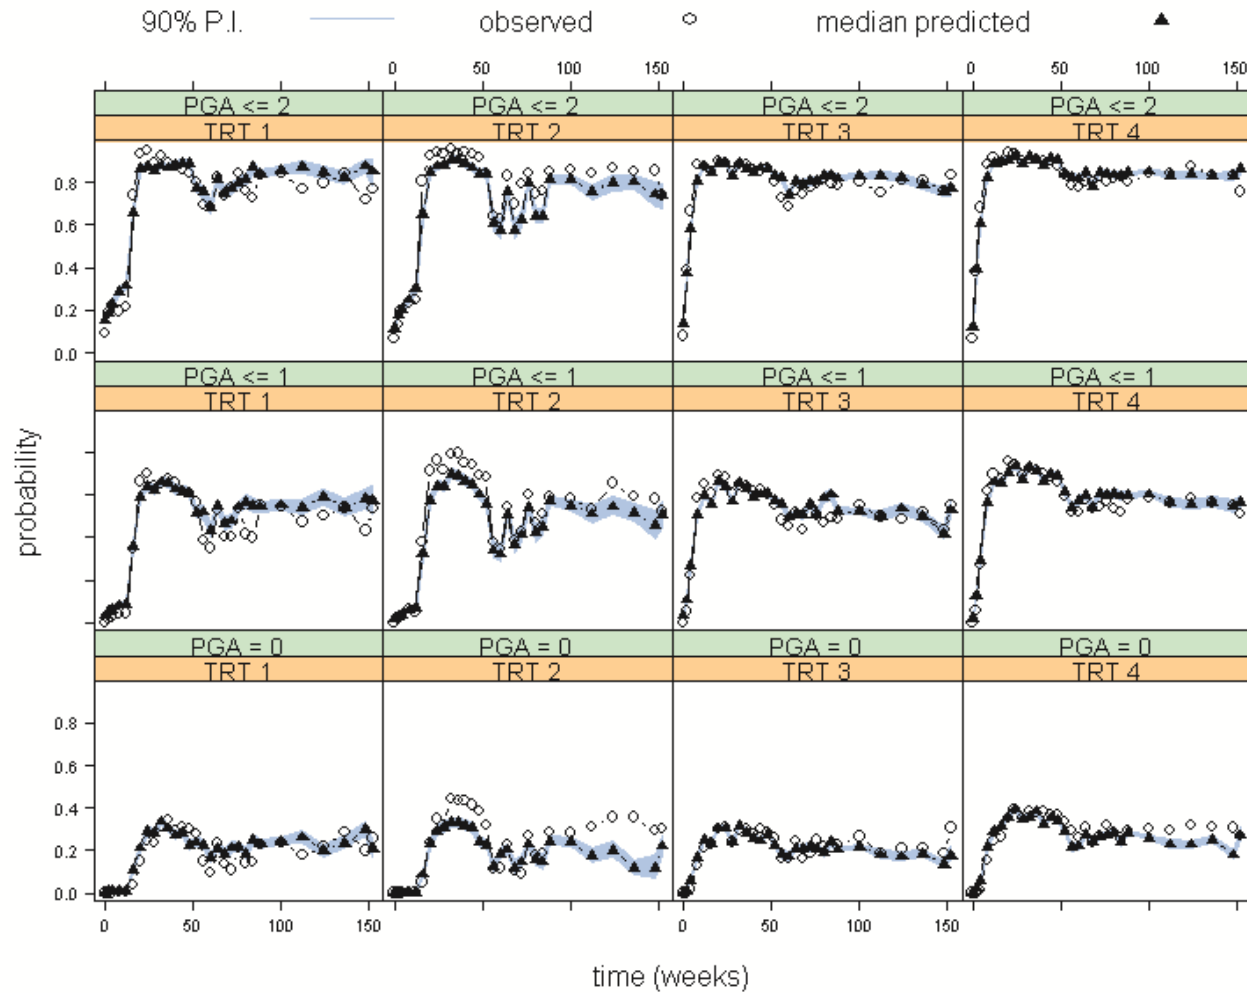 90% P.I. observed median predicted
0 50 100 150 0 50 100 150
PGA <= 2 PGA <= 2 PGA <= 2 PGA <= 2
TRT 1 TRT 2 TRT 3 TRT 4
0.8
0.6
0.4
0.2
0.0
PGA <= 1 PGA <= 1 PGA <= 1 PGA <= 1
TRT 1 TRT 2 TRT 3 TRT 4
probability
PGA = 0 PGA = 0 PGA = 0 PGA = 0
TRT 1 TRT 2 TRT 3 TRT 4
0.8
0.6
0.4
0.2
0.0
0 50 100 150 0 50 100 150
time (weeks)